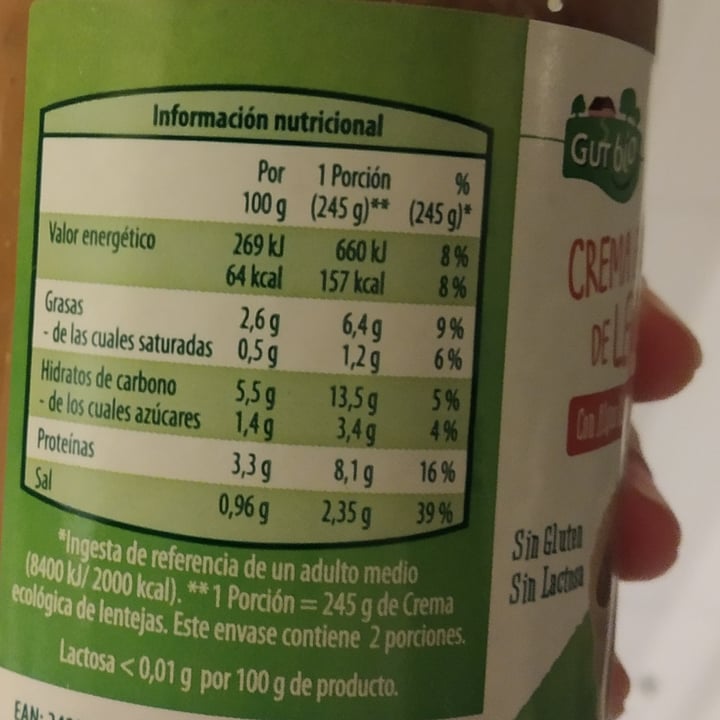 Información nutricional
Por 100 g 1 Porción (245 g)** % (245 g)*
Valor energético 269 kJ 660 kJ 8 %
64 kcal 157 kcal 8 %
Grasas 2,6 g 6,4 g 9 %
- de las cuales saturadas 0,5 g 1,2 g 6 %
Hidratos de carbono 5,5 g 13,5 g 5 %
- de los cuales azúcares 1,4 g 3,4 g 4 %
Proteínas 3,3 g 8,1 g 16 %
Sal 0,96 g 2,35 g 39 %
*Ingesta de referencia de un adulto medio
(8400 kJ/ 2000 kcal). **1 Porción = 245 g de Crema
ecológica de lentejas. Este envase contiene 2 porciones.
Lactosa < 0,01 g por 100 g de producto.
EAN:
GUT bio
CREMA
DE
Con
Sin Gluten
Sin Lactosa